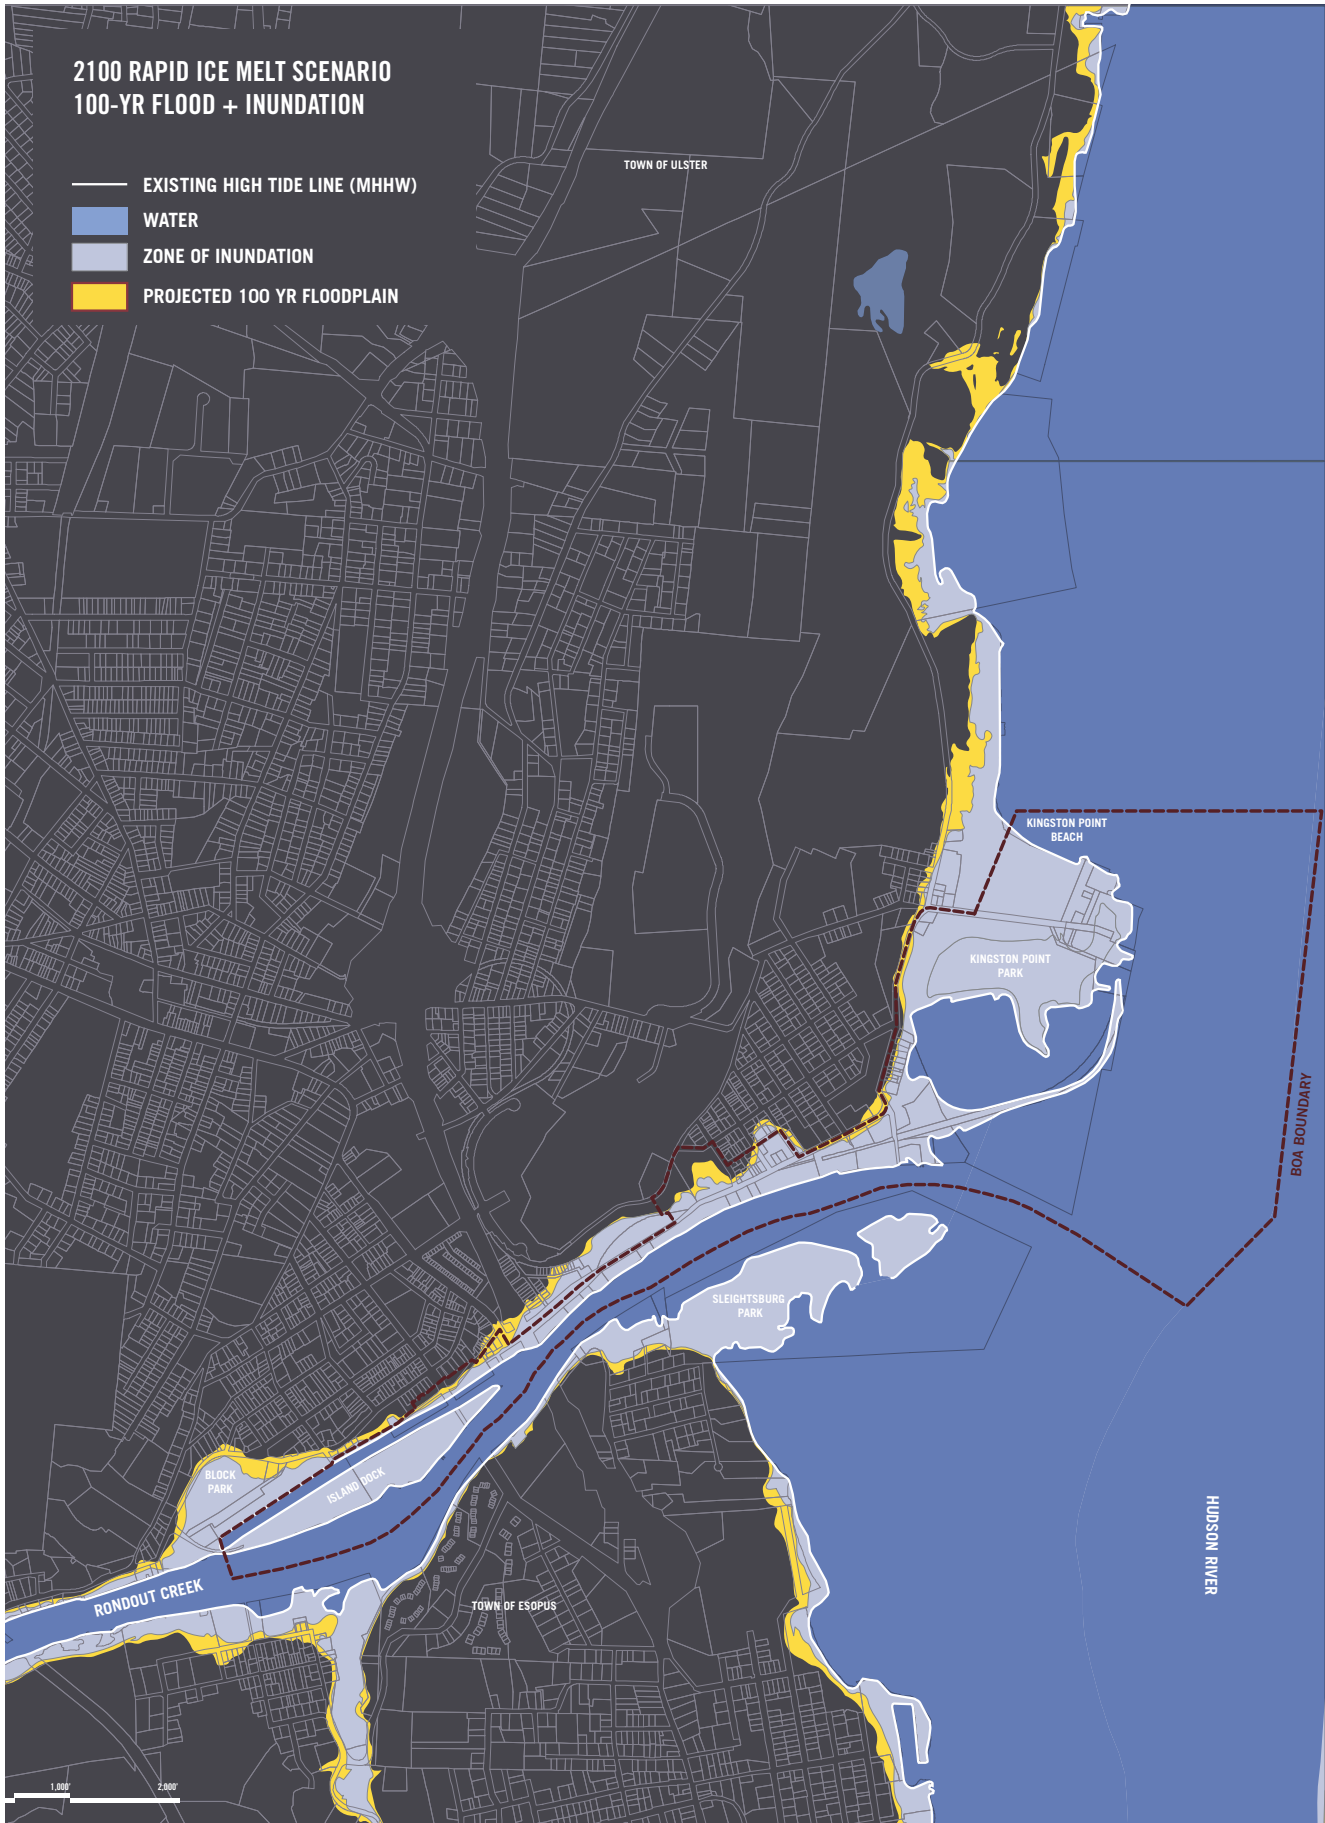 2100 RAPID ICE MELT SCENARIO
100-YR FLOOD + INUNDATION
EXISTING HIGH TIDE LINE (MHHW)
WATER
ZONE OF INUNDATION
PROJECTED 100 YR FLOODPLAIN
TOWN OF ULSTER
KINGSTON POINT
BEACH
KINGSTON POINT
PARK
BOA BOUNDARY
SLEIGHTSBURG
PARK
BLOCK
PARK
ISLAND DOCK
HUDSON RIVER
RONDOUT CREEK
TOWN OF ESOPUS
1,000'
2,000'